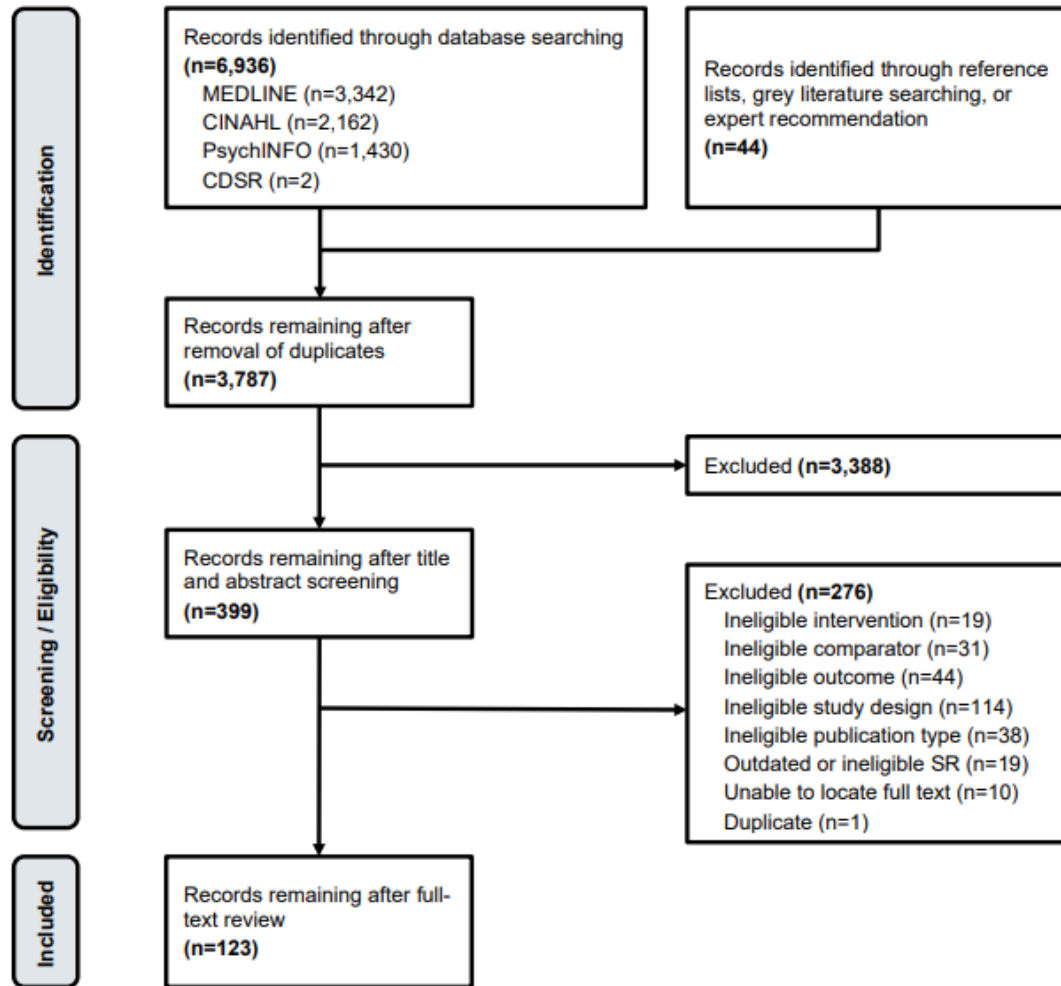 Identification
Records identified through database searching
(n=6,936)
MEDLINE (n=3,342)
CINAHL (n=2,162)
PsychINFO (n=1,430)
CDSR (n=2)
Records identified through reference
lists, grey literature searching, or
expert recommendation
(n=44)
Records remaining after
removal of duplicates
(n=3,787)
Screening / Eligibility
Excluded (n=3,388)
Records remaining after title
and abstract screening
(n=399)
Excluded (n=276)
Ineligible intervention (n=19)
Ineligible comparator (n=31)
Ineligible outcome (n=44)
Ineligible study design (n=114)
Ineligible publication type (n=38)
Outdated or ineligible SR (n=19)
Unable to locate full text (n=10)
Duplicate (n=1)
Included
Records remaining after full-
text review
(n=123)